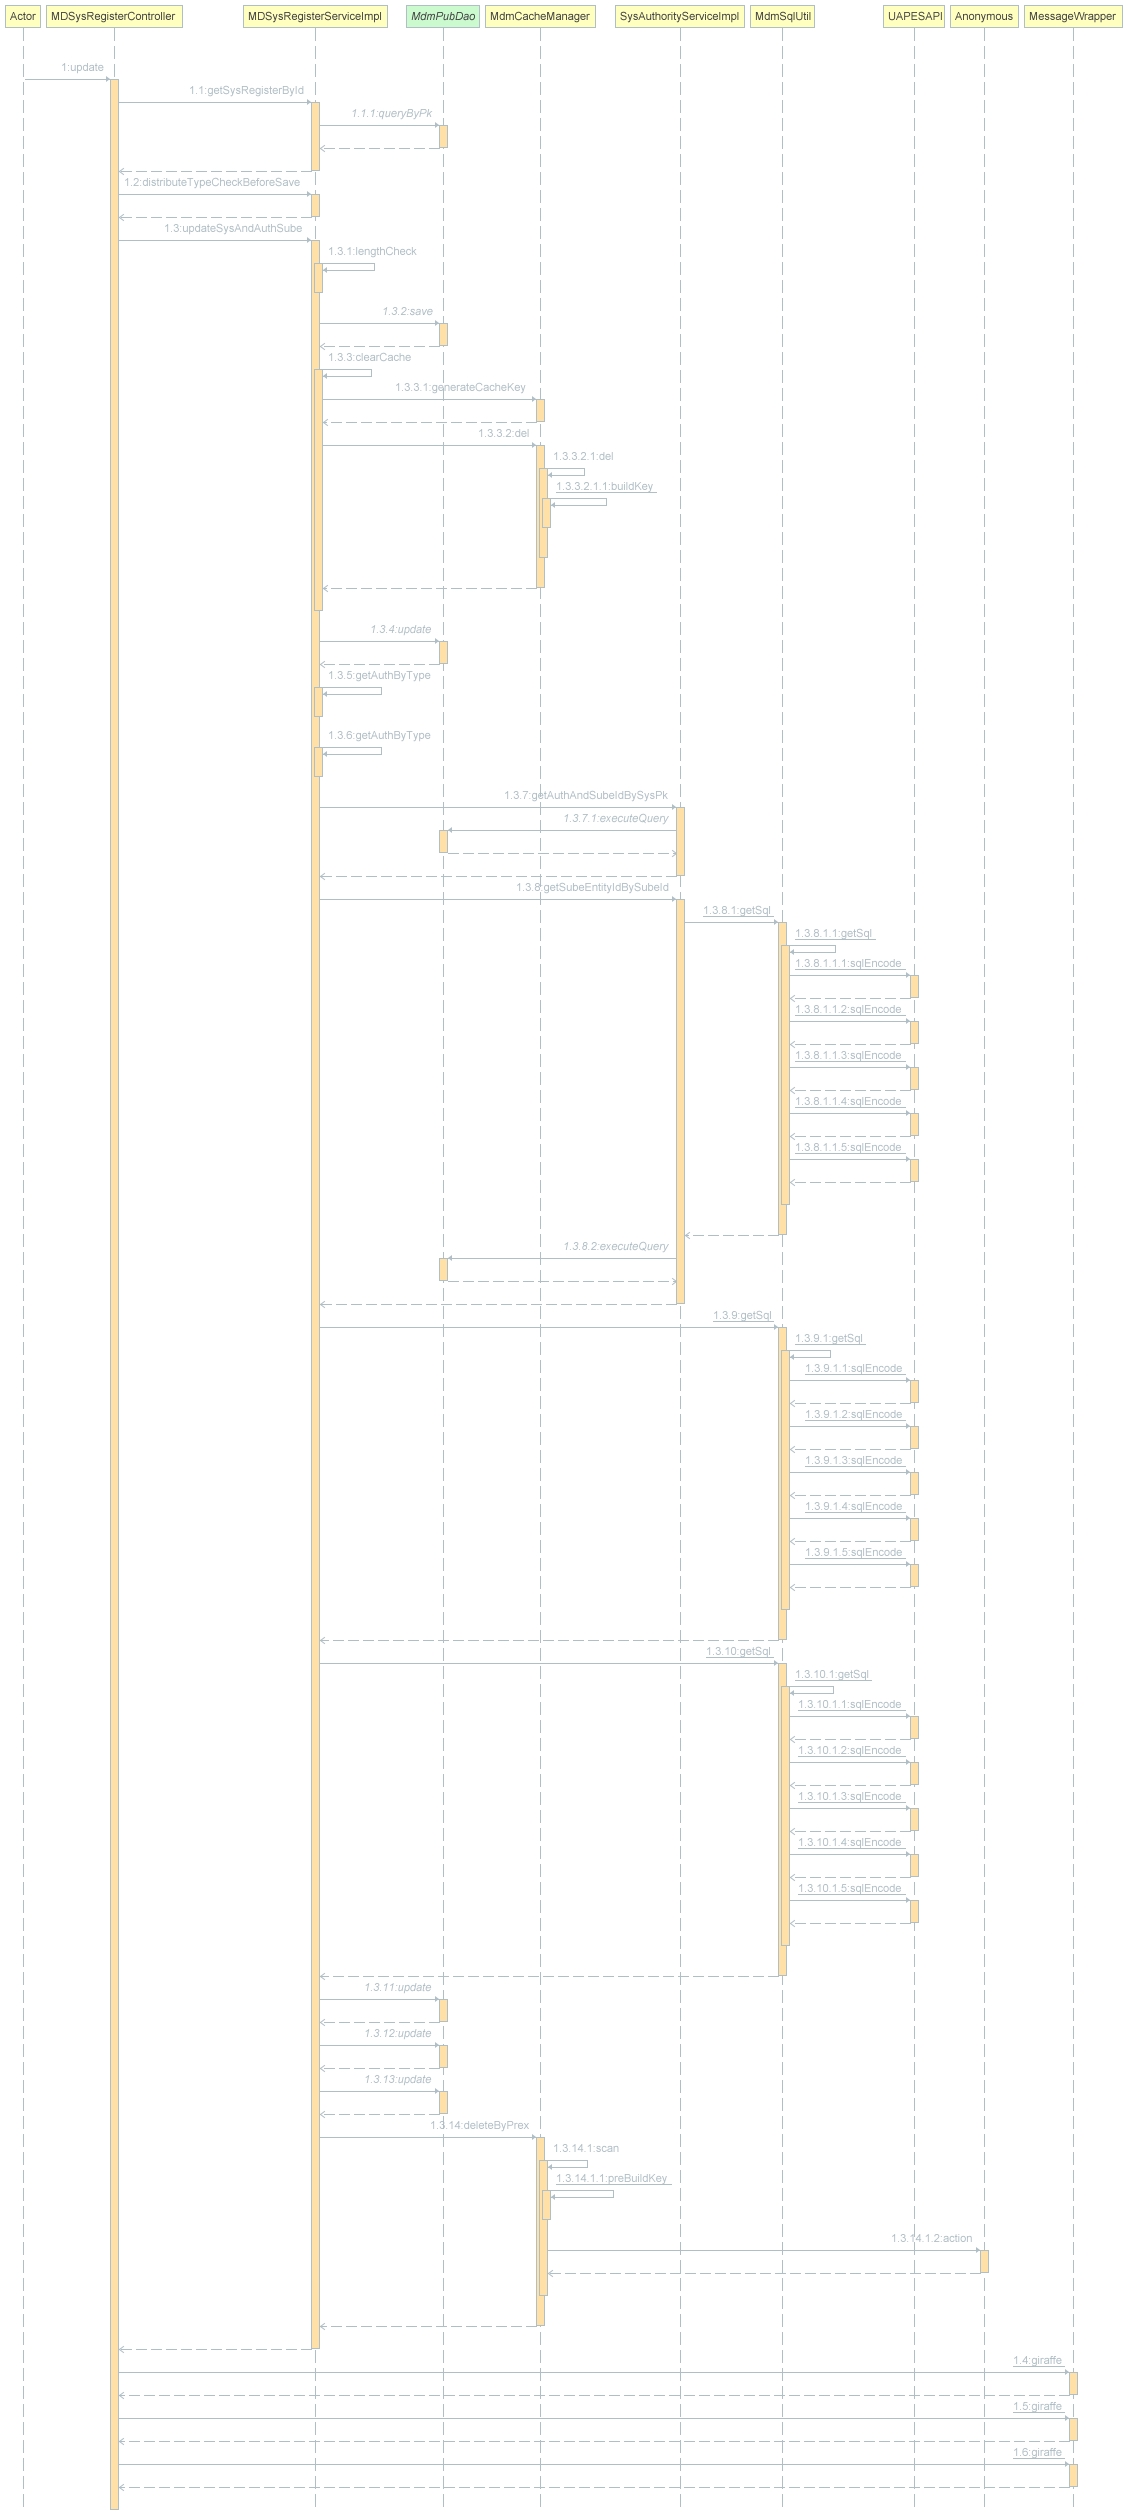 Actor
MDSysRegisterController
MDSysRegisterServiceImpl
MdmPubDao
MdmCacheManager
SysAuthorityServiceImpl
MdmSqlUtil
UAPESAPI
Anonymous
MessageWrapper
1:update
1.1:getSysRegisterById
1.1.1:queryByPk
1.2:distributeTypeCheckBeforeSave
1.3:updateSysAndAuthSube
1.3.1:lengthCheck
1.3.2:save
1.3.3:clearCache
1.3.3.1:generateCacheKey
1.3.3.2:del
1.3.3.2.1:del
1.3.3.2.1.1:buildKey
1.3.4:update
1.3.5:getAuthByType
1.3.6:getAuthByType
1.3.7:getAuthAndSubeIdBySysPk
1.3.7.1:executeQuery
1.3.8:getSubeEntityIdBySubeId
1.3.8.1:getSql
1.3.8.1.1:getSql
1.3.8.1.1.1:sqlEncode
1.3.8.1.1.2:sqlEncode
1.3.8.1.1.3:sqlEncode
1.3.8.1.1.4:sqlEncode
1.3.8.1.1.5:sqlEncode
1.3.8.2:executeQuery
1.3.9:getSql
1.3.9.1:getSql
1.3.9.1.1:sqlEncode
1.3.9.1.2:sqlEncode
1.3.9.1.3:sqlEncode
1.3.9.1.4:sqlEncode
1.3.9.1.5:sqlEncode
1.3.10:getSql
1.3.10.1:getSql
1.3.10.1.1:sqlEncode
1.3.10.1.2:sqlEncode
1.3.10.1.3:sqlEncode
1.3.10.1.4:sqlEncode
1.3.10.1.5:sqlEncode
1.3.11:update
1.3.12:update
1.3.13:update
1.3.14:deleteByPrex
1.3.14.1:scan
1.3.14.1.1:preBuildKey
1.3.14.1.2:action
1.4:giraffe
1.5:giraffe
1.6:giraffe